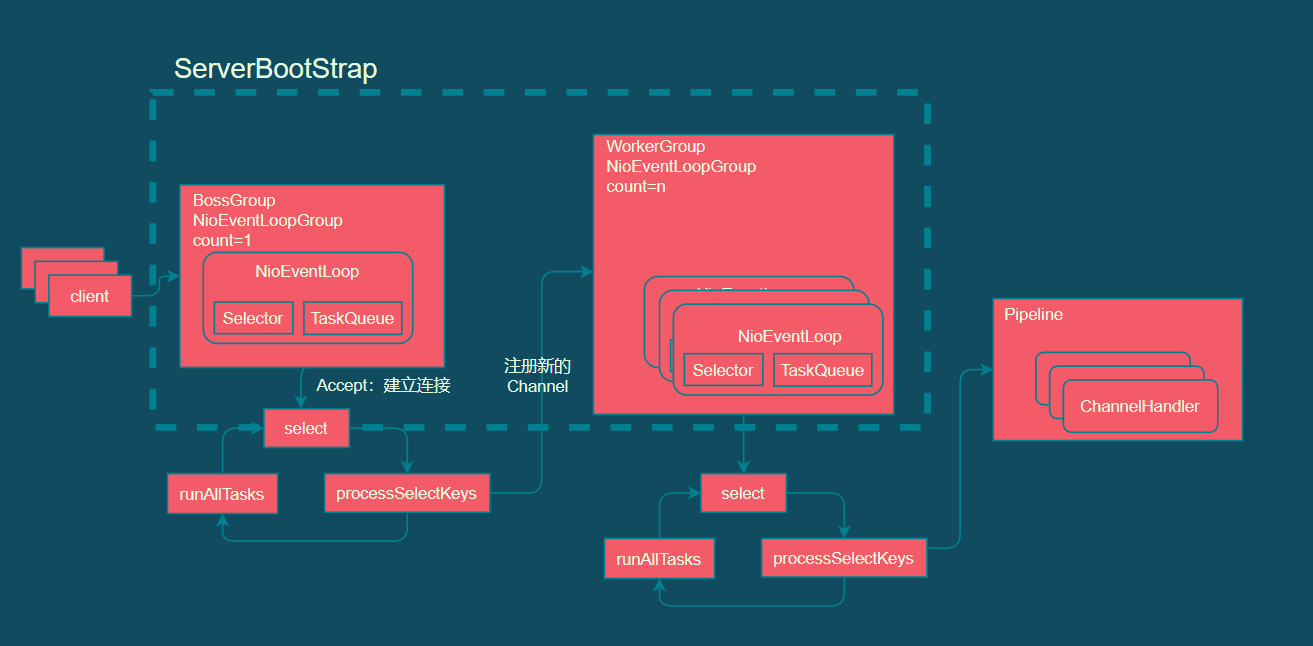 ServerBootStrap
BossGroup
NioEventLoopGroup
count=1
NioEventLoop
Selector
TaskQueue
client
Accept：建立连接
select
runAllTasks
processSelectKeys
注册新的
Channel
WorkerGroup
NioEventLoopGroup
count=n
NioEventLoop
Selector
TaskQueue
select
runAllTasks
processSelectKeys
Pipeline
ChannelHandler